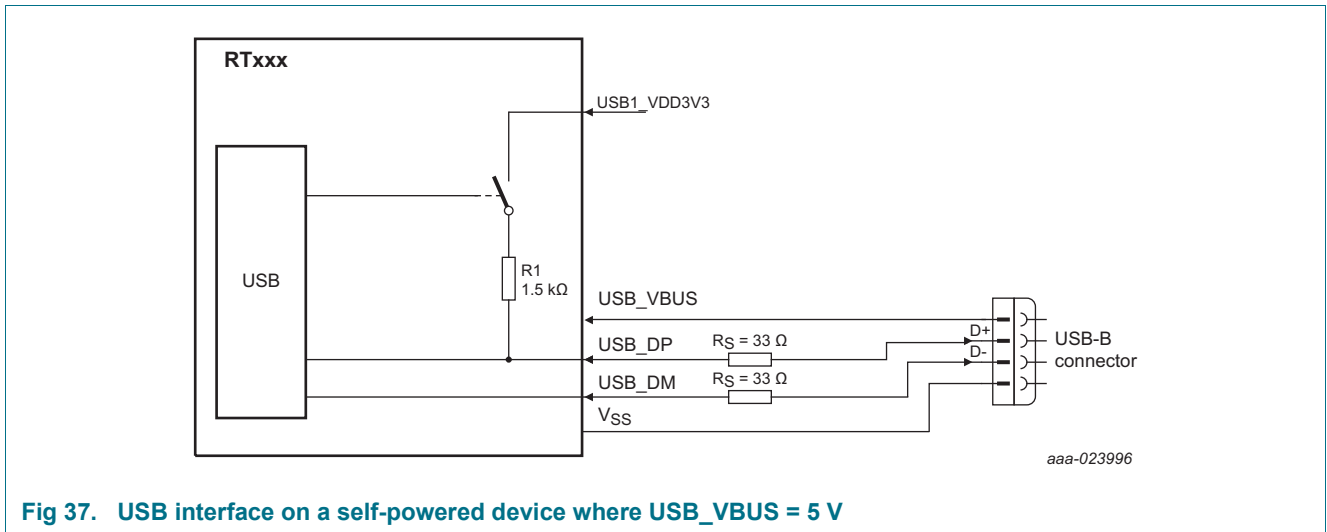 RTxxx
USB1_VDD3V3
USB
R1
1.5 kΩ
USB_VBUS
USB_DP
RS = 33 Ω
D+
USB-B
connector
D-
USB_DM
RS = 33 Ω
VSS
aaa-023996
Fig 37. USB interface on a self-powered device where USB_VBUS = 5 V